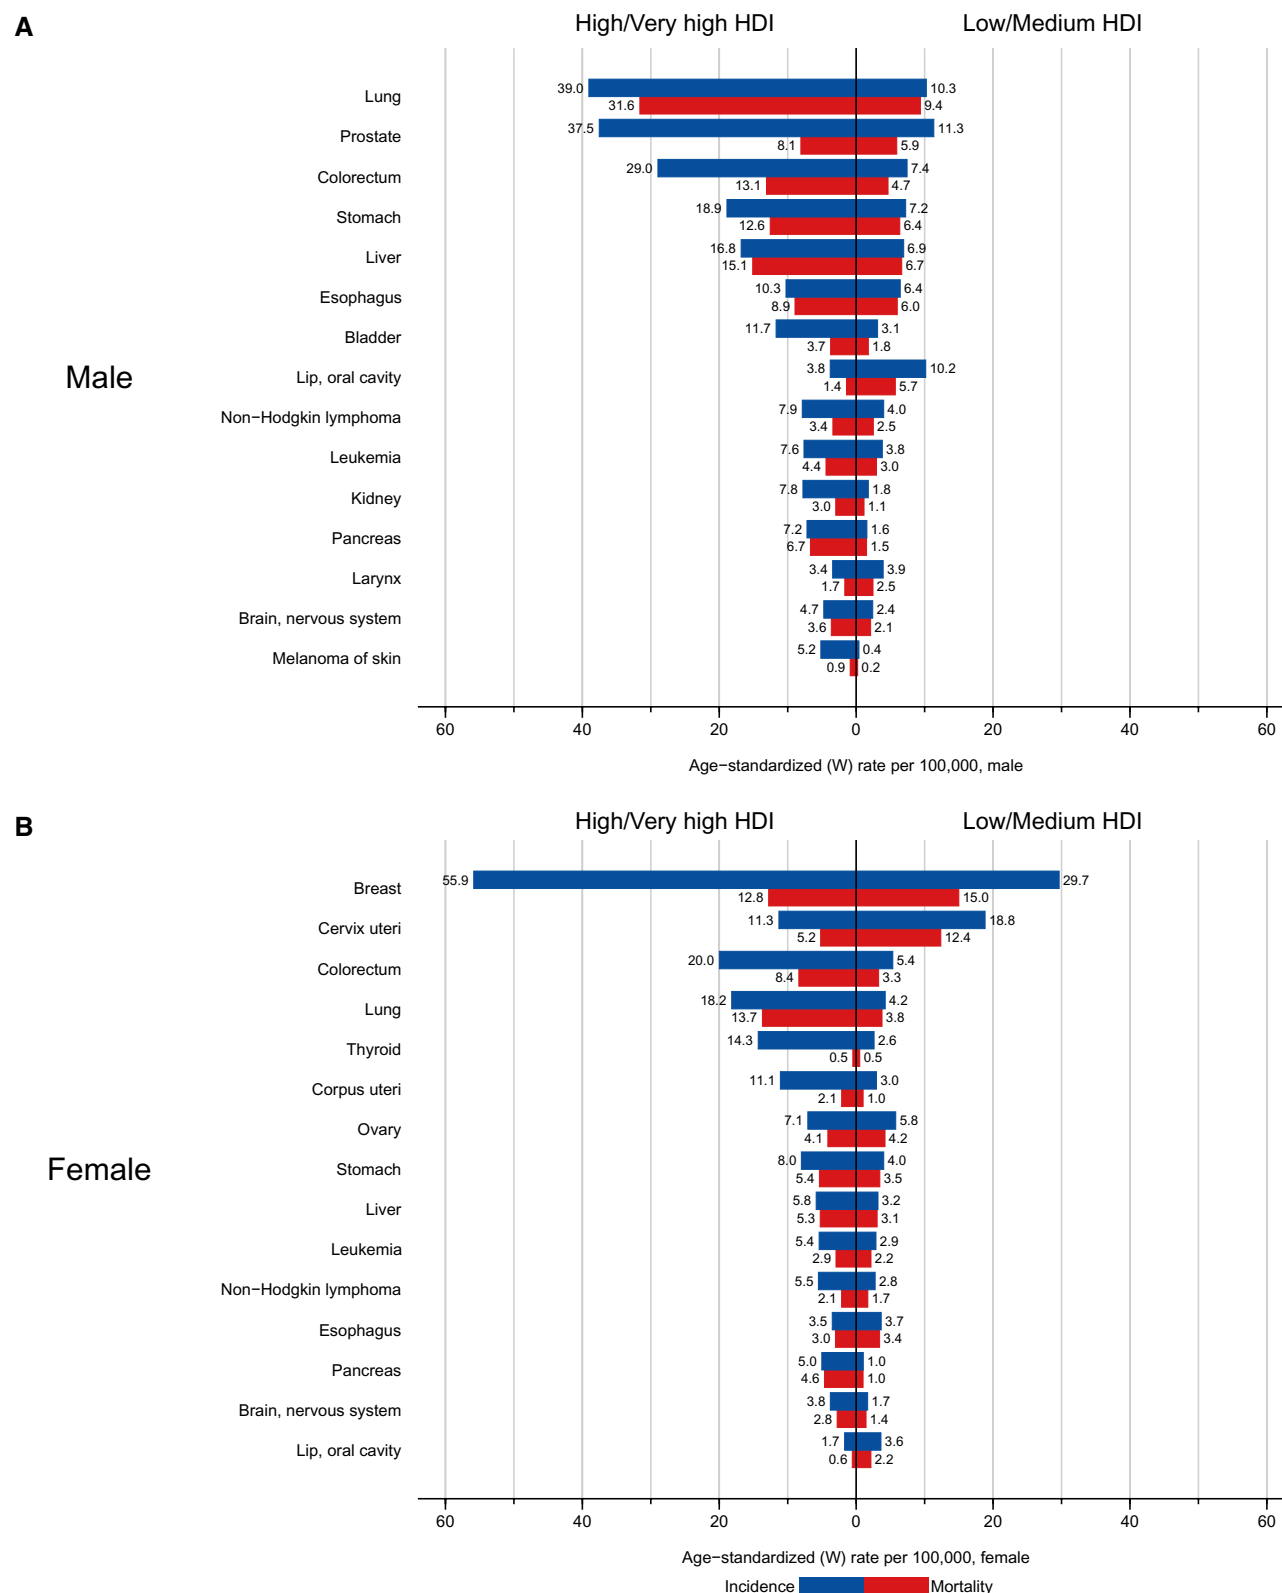 A
High/Very high HDI Low/Medium HDI
Lung 39.0 10.3
31.6 9.4
Prostate 37.5 11.3
8.1 5.9
Colorectum 29.0 7.4
13.1 4.7
Stomach 18.9 7.2
12.6 6.4
Liver 16.8 6.9
15.1 6.7
Esophagus 10.3 6.4
8.9 6.0
Bladder 11.7 3.1
3.7 1.8
Male
Lip, oral cavity 3.8 10.2
1.4 5.7
Non−Hodgkin lymphoma 7.9 4.0
3.4 2.5
Leukemia 7.6 3.8
4.4 3.0
Kidney 7.8 1.8
3.0 1.1
Pancreas 7.2 1.6
6.7 1.5
Larynx 3.4 3.9
1.7 2.5
Brain, nervous system 4.7 2.4
3.6 2.1
Melanoma of skin 5.2 0.4
0.9 0.2
60 40 20 0 20 40 60
Age−standardized (W) rate per 100,000, male
B
High/Very high HDI Low/Medium HDI
Breast 55.9 29.7
12.8 15.0
Cervix uteri 11.3 18.8
5.2 12.4
Colorectum 20.0 5.4
8.4 3.3
Lung 18.2 4.2
13.7 3.8
Thyroid 14.3 2.6
0.5 0.5
Corpus uteri 11.1 3.0
2.1 1.0
Ovary 7.1 5.8
4.1 4.2
Female
Stomach 8.0 4.0
5.4 3.5
Liver 5.8 3.2
5.3 3.1
Leukemia 5.4 2.9
2.9 2.2
Non−Hodgkin lymphoma 5.5 2.8
2.1 1.7
Esophagus 3.5 3.7
3.0 3.4
Pancreas 5.0 1.0
4.6 1.0
Brain, nervous system 3.8 1.7
2.8 1.4
Lip, oral cavity 1.7 3.6
0.6 2.2
60 40 20 0 20 40 60
Age−standardized (W) rate per 100,000, female
Incidence Mortality